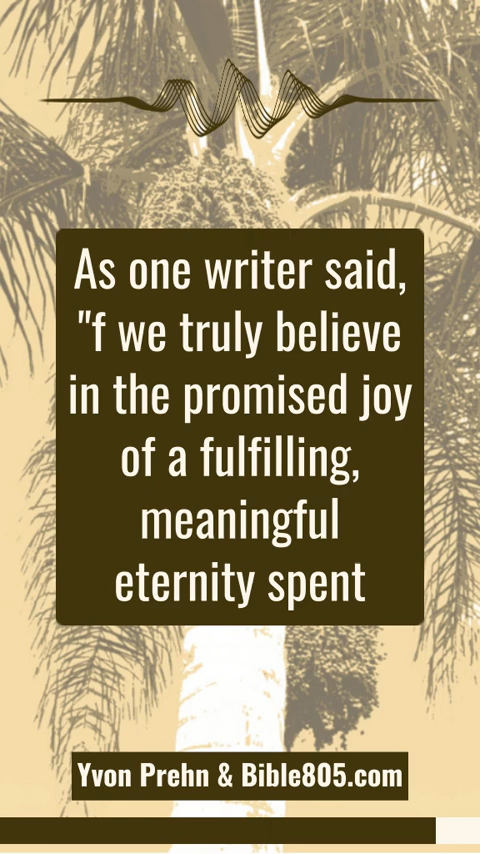 As one writer said,
"f we truly believe
in the promised joy
of a fulfilling,
meaningful
eternity spent
Yvon Prehn & Bible805.com